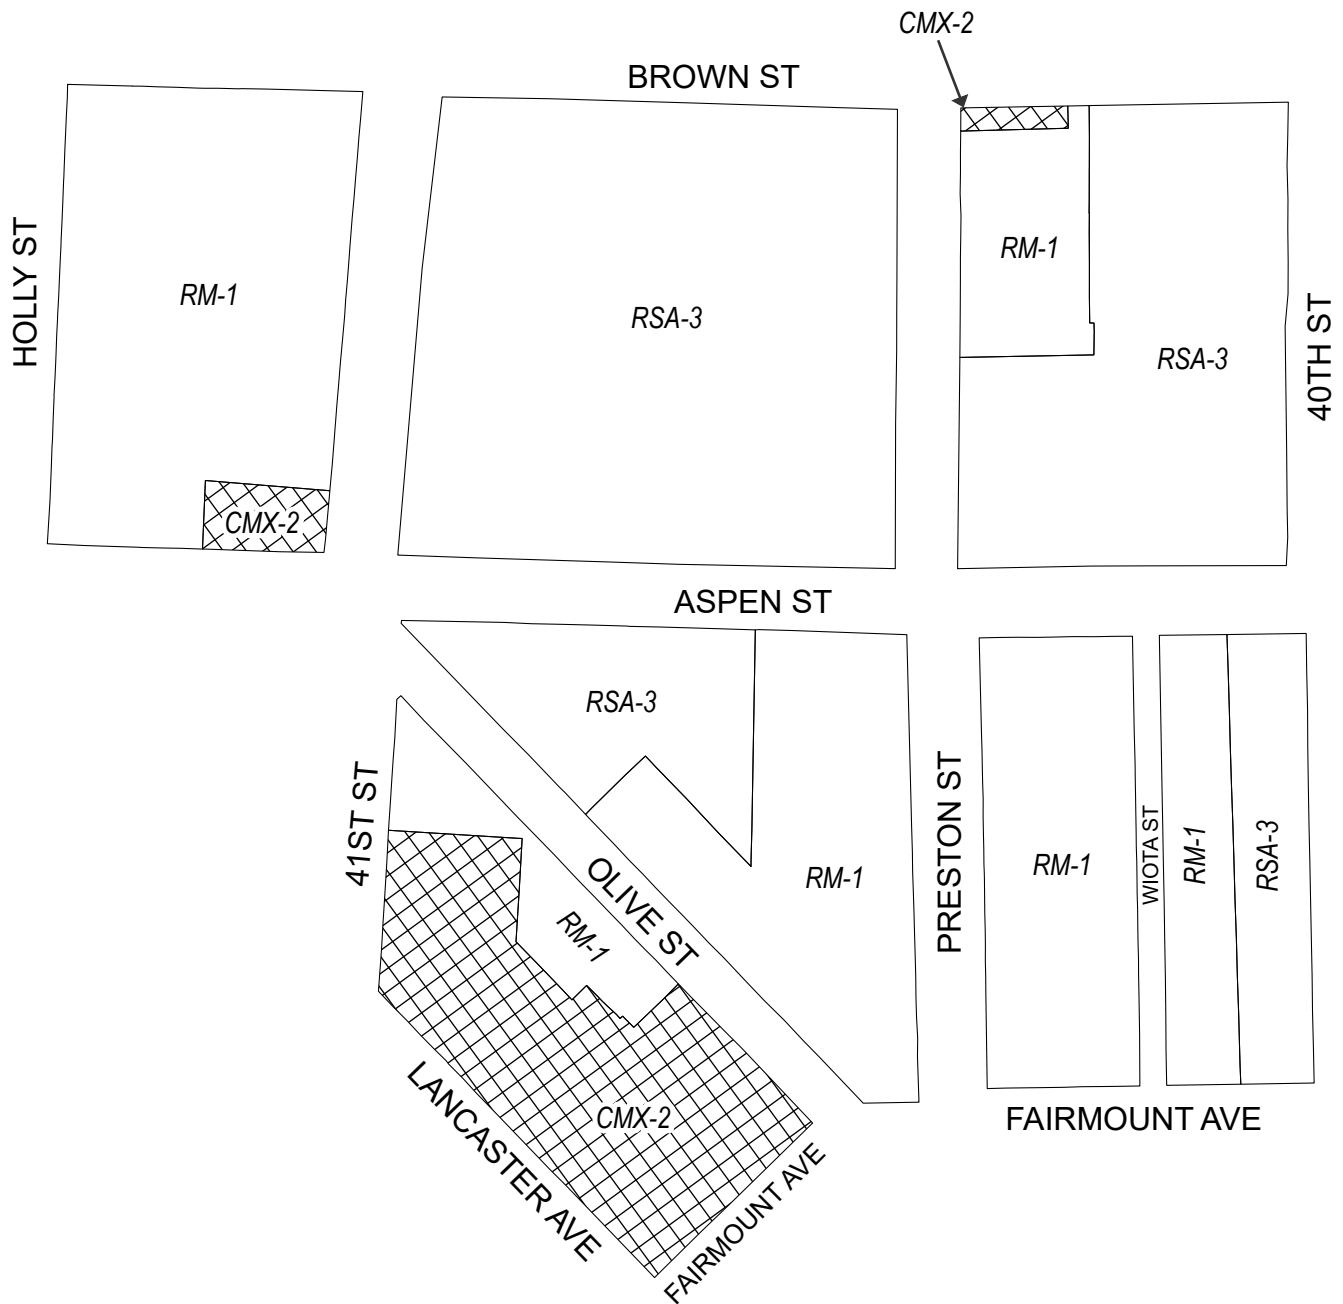 CMX-2
BROWN ST
HOLLY ST
RM-1
RSA-3
RM-1
RSA-3
40TH ST
CMX-2
ASPEN ST
RSA-3
41ST ST
OLIVE ST
RM-1
RM-1
PRESTON ST
RM-1
WIOTA ST
RM-1
RSA-3
LANCASTER AVE
CMX-2
FAIRMOUNT AVE
FAIRMOUNT AVE